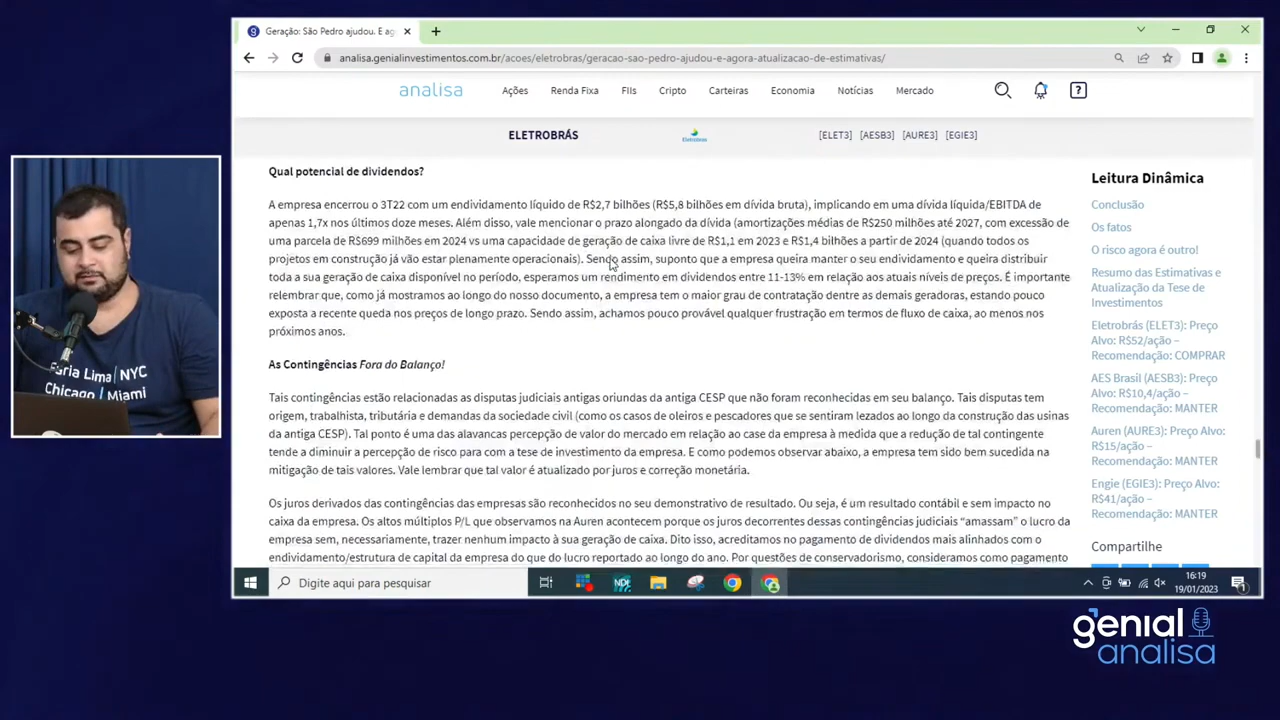 Geração: São Pedro ajudou. E ag
analisa.genialinvestimentos.com.br/acoes/eletrobras/geracao-sao-pedro-ajudou-e-agora-atualizacao-de-estimativas/
analisa Ações Renda Fixa FIIs Cripto Carteiras Economia Notícias Mercado
ELETROBRÁS Eletrobras [ELET3] [AESB3] [AURE3] [EGIE3]
Qual potencial de dividendos?
A empresa encerrou o 3T22 com um endividamento líquido de R$2,7 bilhões (R$5,8 bilhões em dívida bruta), implicando em uma dívida líquida/EBITDA de
apenas 1,7x nos últimos doze meses. Além disso, vale mencionar o prazo alongado da dívida (amortizações médias de R$250 milhões até 2027, com excessão de
uma parcela de R$699 milhões em 2024 vs uma capacidade de geração de caixa livre de R$1,1 em 2023 e R$1,4 bilhões a partir de 2024 (quando todos os
projetos em construção já vão estar plenamente operacionais). Sendo assim, suponto que a empresa queira manter o seu endividamento e queira distribuir
toda a sua geração de caixa disponível no período, esperamos um rendimento em dividendos entre 11-13% em relação aos atuais níveis de preços. É importante
relembrar que, como já mostramos ao longo do nosso documento, a empresa tem o maior grau de contratação dentre as demais geradoras, estando pouco
exposta a recente queda nos preços de longo prazo. Sendo assim, achamos pouco provável qualquer frustração em termos de fluxo de caixa, ao menos nos
próximos anos.
As Contingências Fora do Balanço!
Tais contingências estão relacionadas as disputas judiciais antigas oriundas da antiga CESP que não foram reconhecidas em seu balanço. Tais disputas tem
origem, trabalhista, tributária e demandas da sociedade civil (como os casos de oleiros e pescadores que se sentiram lezados ao longo da construção das usinas
da antiga CESP). Tal ponto é uma das alavancas percepção de valor do mercado em relação ao case da empresa à medida que a redução de tal contingente
tende a diminuir a percepção de risco para com a tese de investimento da empresa. E como podemos observar abaixo, a empresa tem sido bem sucedida na
mitigação de tais valores. Vale lembrar que tal valor é atualizado por juros e correção monetária.
Os juros derivados das contingências das empresas são reconhecidos no seu demonstrativo de resultado. Ou seja, é um resultado contábil e sem impacto no
caixa da empresa. Os altos múltiplos P/L que observamos na Auren acontecem porque os juros decorrentes dessas contingências judiciais “amassam” o lucro da
empresa sem, necessariamente, trazer nenhum impacto à sua geração de caixa. Dito isso, acreditamos no pagamento de dividendos mais alinhados com o
endividamento/estrutura de capital da empresa do que do lucro reportado ao longo do ano. Por questões de conservadorismo, consideramos como pagamento
Leitura Dinâmica
Conclusão
Os fatos
O risco agora é outro!
Resumo das Estimativas e
Atualização da Tese de
Investimentos
Eletrobrás (ELET3): Preço
Alvo: R$52/ação –
Recomendação: COMPRAR
AES Brasil (AESB3): Preço
Alvo: R$10,4/ação –
Recomendação: MANTER
Auren (AURE3): Preço Alvo:
R$15/ação –
Recomendação: MANTER
Engie (EGIE3): Preço Alvo:
R$41/ação –
Recomendação: MANTER
Compartilhe
Digite aqui para pesquisar
NDI
16:19
19/01/2023
Faria Lima | NYC
Chicago | Miami
genial
analisa